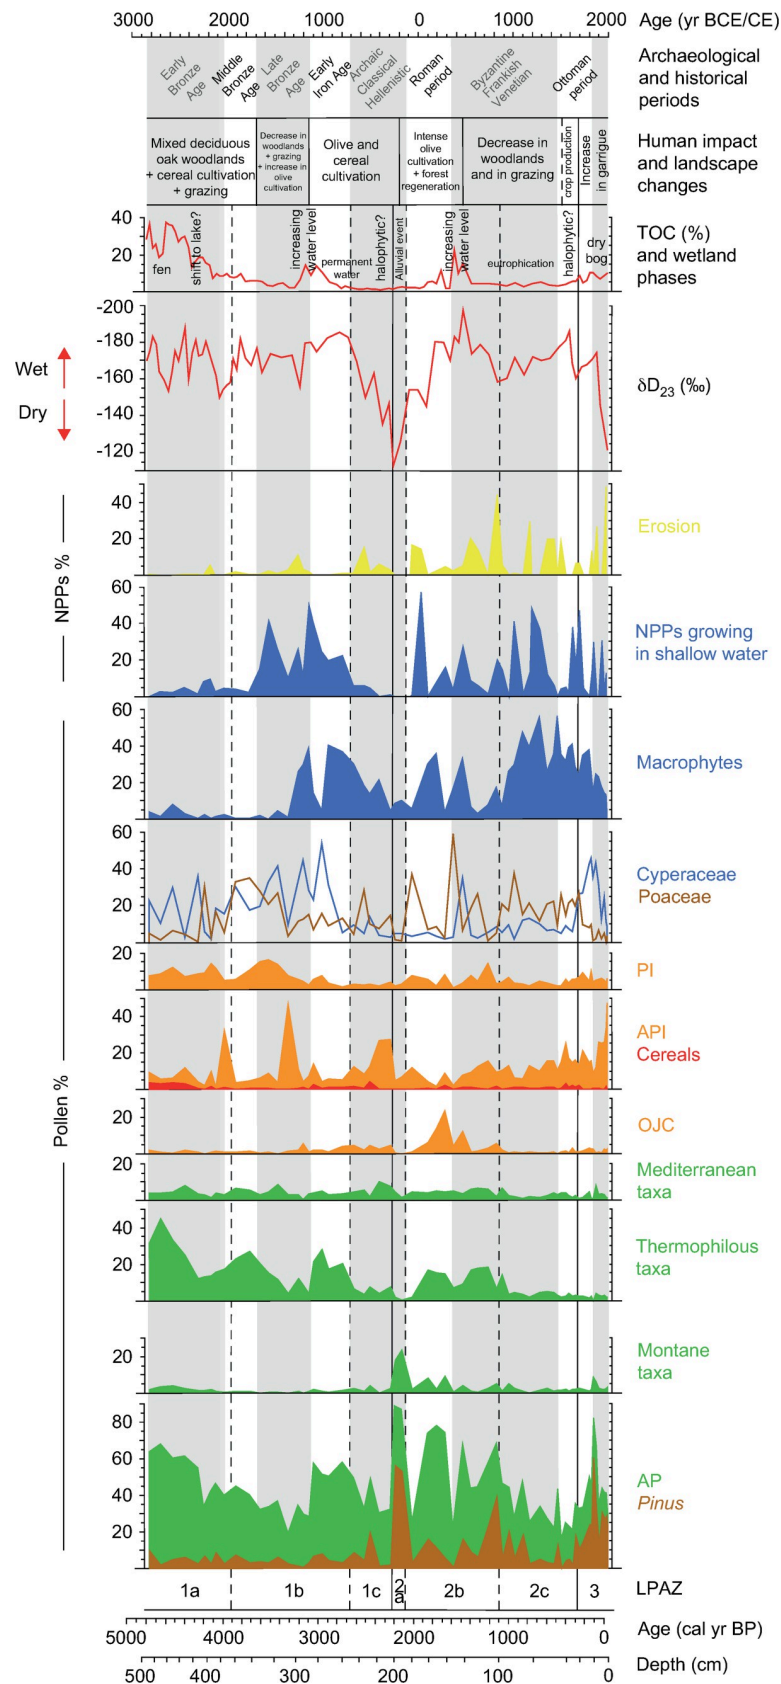 3000 2000 1000 0 1000 2000 Age (yr BCE/CE)
Early Bronze Age
Middle Bronze Age
Late Bronze Age
Early Iron Age
Archaic Classical Hellenistic
Roman period
Byzantine Frankish Venetian
Ottoman period
Archaeological
and historical
periods
Mixed deciduous
oak woodlands
+ cereal cultivation
+ grazing
Decrease in
woodlands
+ grazing
+ increase in
olive
cultivation
Olive and
cereal
cultivation
Intense
olive
cultivation
+ forest
regeneration
Decrease in
woodlands
and in grazing
crop production
Increase
in garrigue
Human impact
and landscape
changes
40
20
fen
shift to lake?
increasing
water level
permanent
water
halophytic?
Alluvial event
increasing
water level
eutrophication
halophytic?
dry
bog
TOC (%)
and wetland
phases
-200
-180
-160
-140
-120
Wet
Dry
δD23 (‰)
NPPs %
40
20
Erosion
60
40
20
NPPs growing
in shallow water
Pollen %
60
40
20
Macrophytes
60
40
20
Cyperaceae
Poaceae
20
PI
40
20
API
Cereals
20
OJC
20
Mediterranean
taxa
40
20
Thermophilous
taxa
20
Montane
taxa
80
60
40
20
AP
Pinus
1a 1b 1c 2a 2b 2c 3 LPAZ
5000 4000 3000 2000 1000 0 Age (cal yr BP)
500 400 300 200 100 0 Depth (cm)